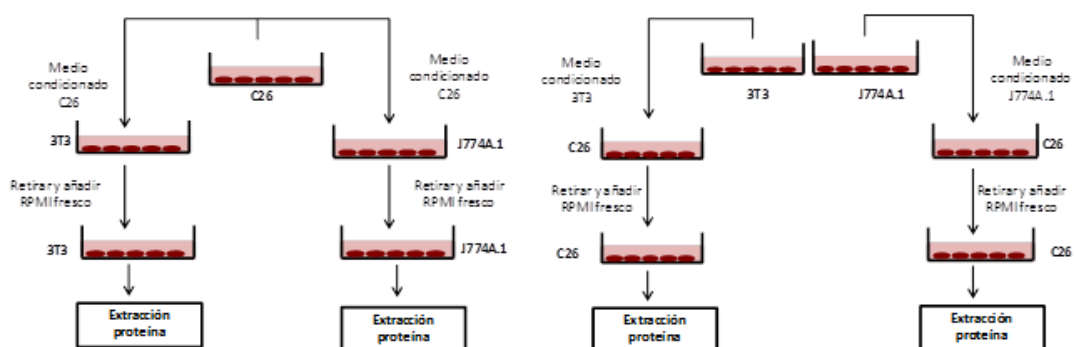 Medio
condicionado
C26
C26
Medio
condicionado
C26
3T3
J774A.1
Retirar y añadir
RPMI fresco
Retirar y añadir
RPMI fresco
3T3
J774A.1
Extracción
proteína
Extracción
proteína
Medio
condicionado
3T3
3T3
J774A.1
Medio
condicionado
J774A.1
C26
C26
Retirar y añadir
RPMI fresco
Retirar y añadir
RPMI fresco
C26
C26
Extracción
proteína
Extracción
proteína